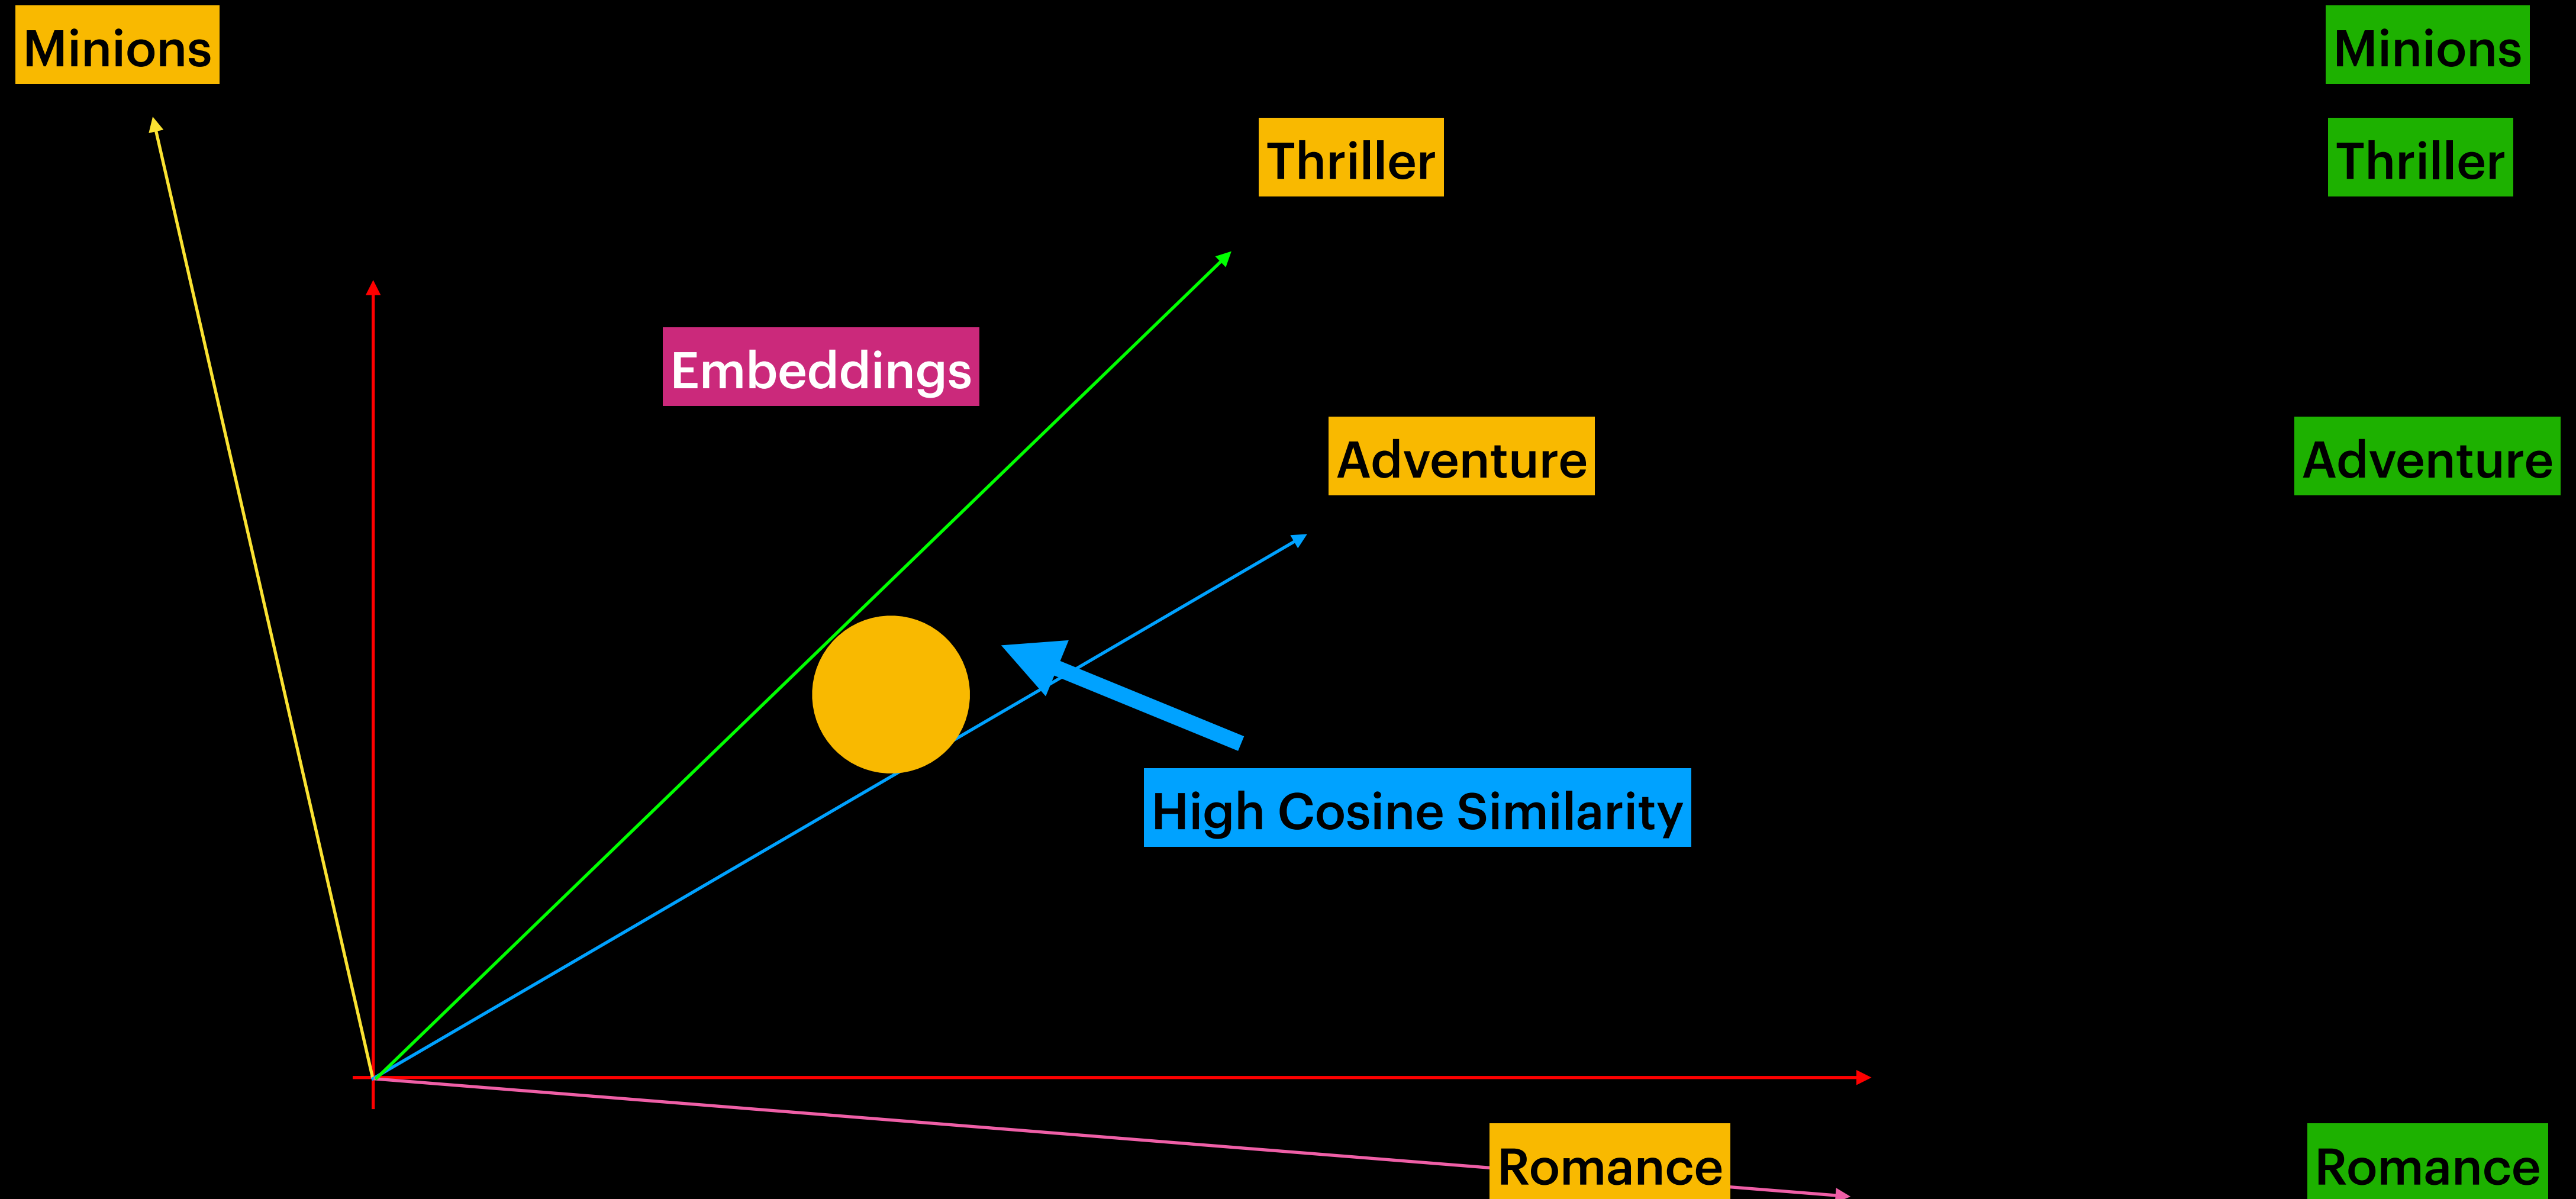 Minions
Minions
Thriller
Thriller
Embeddings
Adventure
Adventure
High Cosine Similarity
Romance
Romance